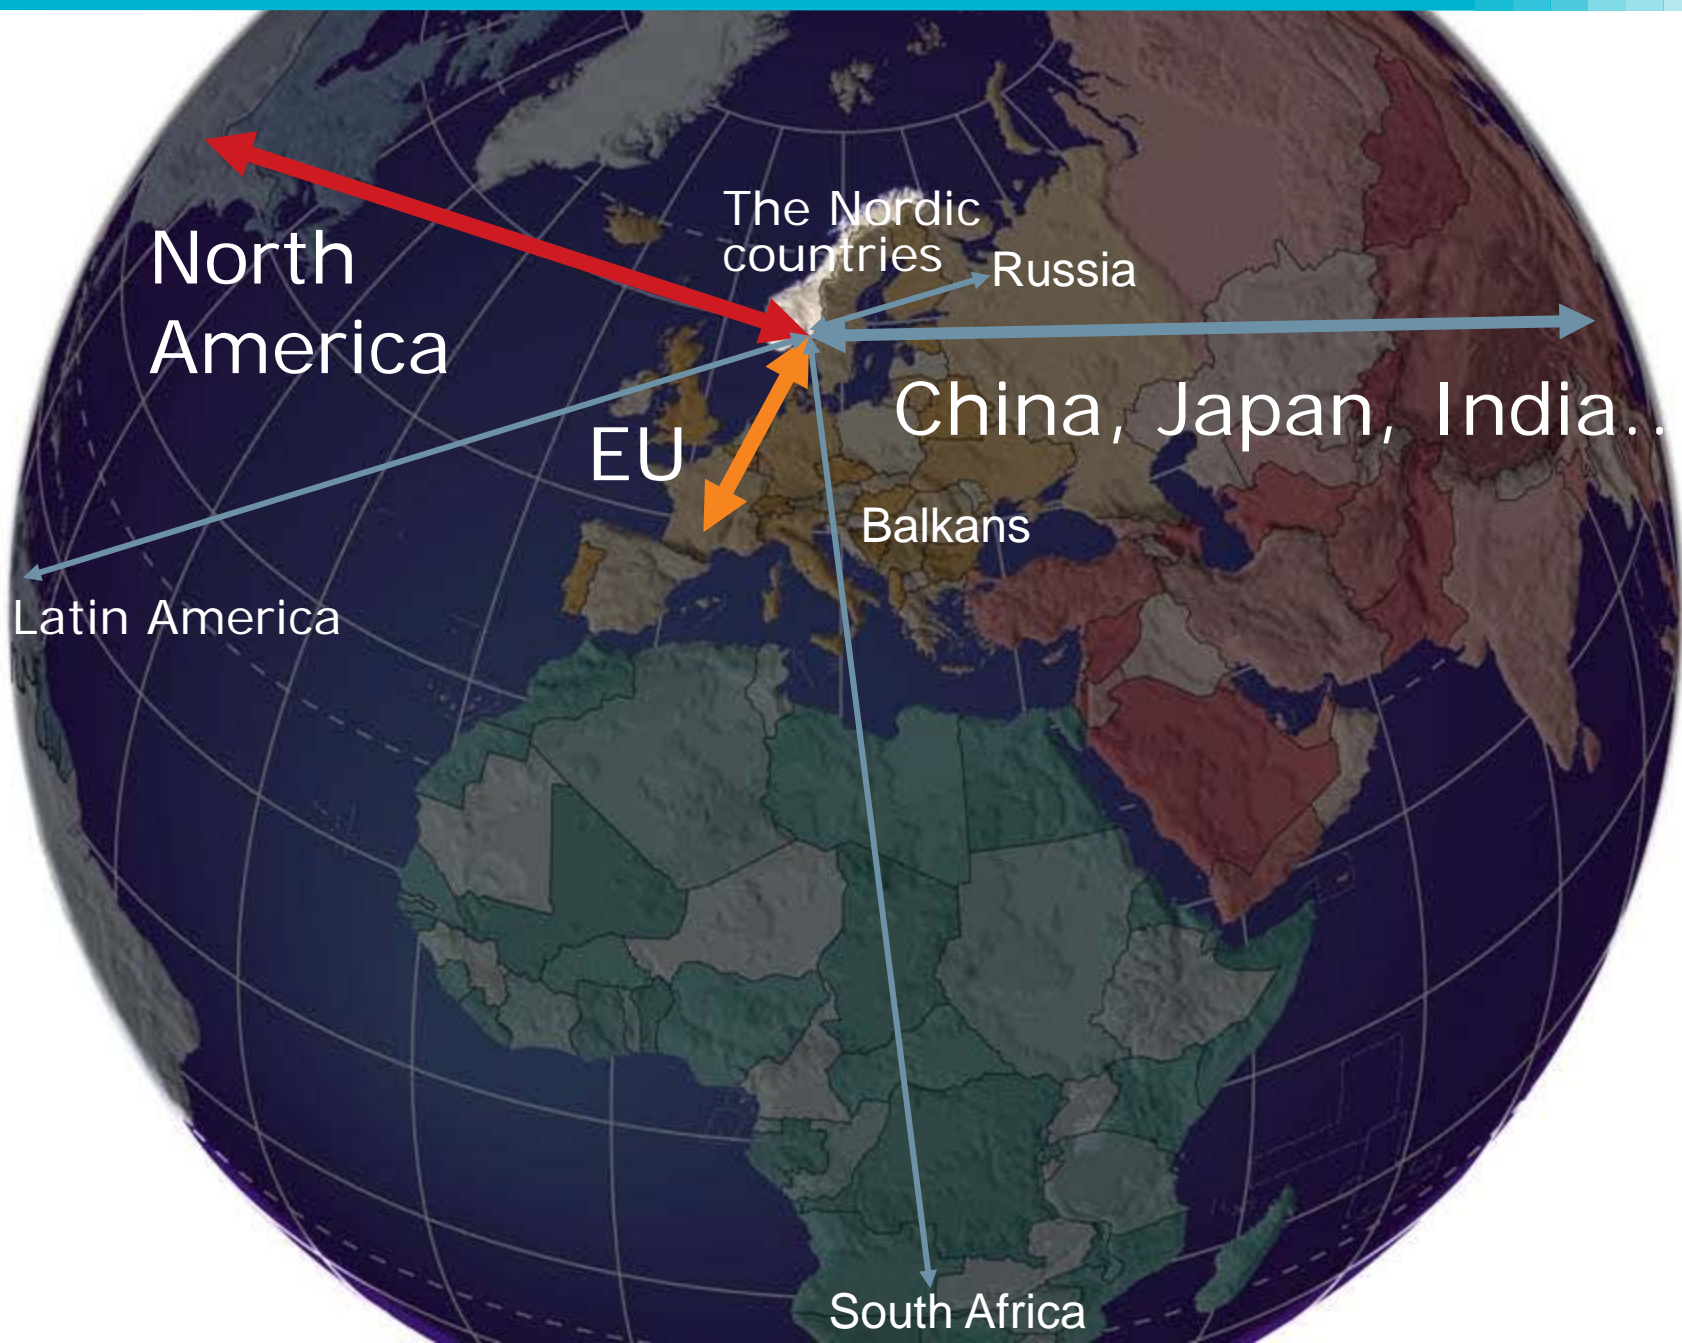 The Nordic
countries
Russia
North
America
China, Japan, India..
EU
Balkans
Latin America
South Africa